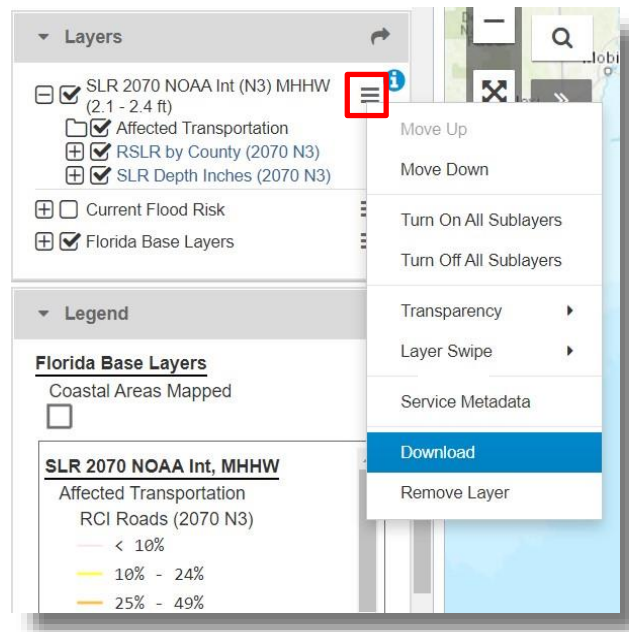 Layers
SLR 2070 NOAA Int (N3) MHHW
(2.1 - 2.4 ft)
Affected Transportation
RSLR by County (2070 N3)
SLR Depth Inches (2070 N3)
Current Flood Risk
Florida Base Layers
Legend
Florida Base Layers
Coastal Areas Mapped
SLR 2070 NOAA Int, MHHW
Affected Transportation
RCI Roads (2070 N3)
< 10%
10% - 24%
25% - 49%
Move Up
Move Down
Turn On All Sublayers
Turn Off All Sublayers
Transparency
Layer Swipe
Service Metadata
Download
Remove Layer